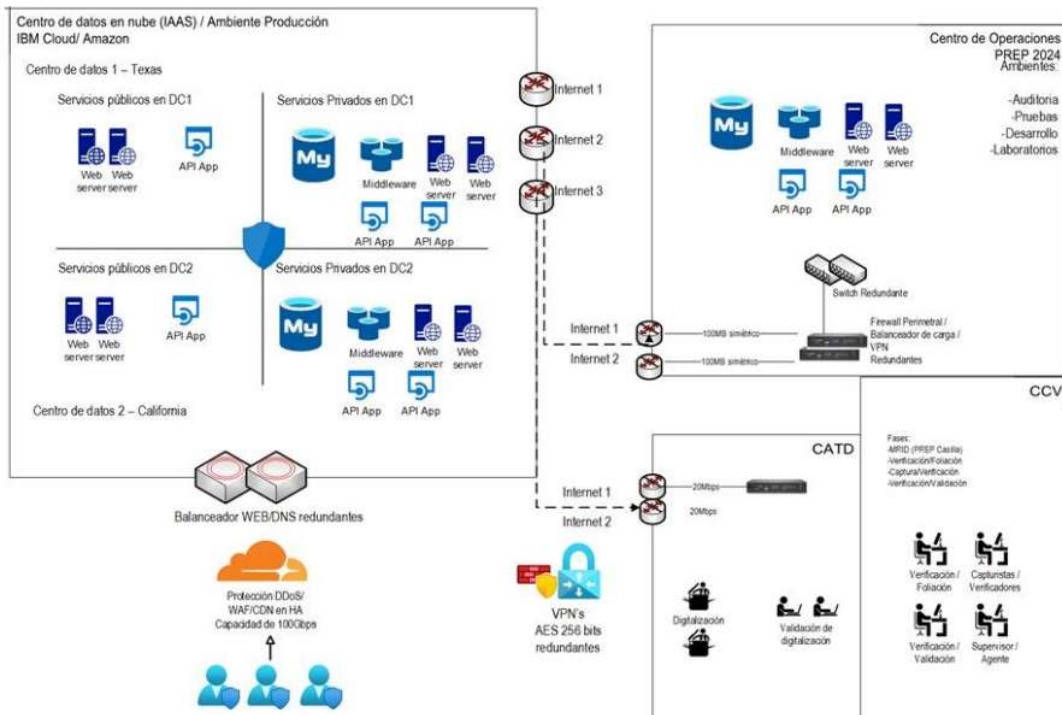 Centro de datos en nube (IAAS) / Ambiente Producción
IBM Cloud/ Amazon
Centro de datos 1 – Texas
Servicios públicos en DC1
Web server
Web server
API App
Servicios Privados en DC1
My
Middleware
Web server
Web server
API App
API App
Servicios públicos en DC2
Web server
Web server
API App
Servicios Privados en DC2
My
Middleware
Web server
Web server
API App
API App
Centro de datos 2 – California
Internet 1
Internet 2
Internet 3
Balanceador WEB/DNS redundantes
Protección DDoS/
WAF/CDN en HA
Capacidad de 100Gbps
VPN's
AES 256 bits
redundantes
Centro de Operaciones
PREP 2024
Ambientes:
-Auditoria
-Pruebas
-Desarrollo
-Laboratorios
My
Middleware
Web server
Web server
API App
API App
Switch Redundante
Internet 1
100MB simétrico
Internet 2
100MB simétrico
Firewall Perimetral /
Balanceador de carga /
VPN
Redundantes
CATD
Internet 1
20Mbps
Internet 2
20Mbps
Digitalización
Validación de
digitalización
CCV
Fases:
-MRID (PREP Casilla)
-Verificación/Foliación
-Captura/Verificación
-Verificación/Validación
Verificación /
Foliación
Capturistas /
Verificadores
Verificación /
Validación
Supervisor /
Agente